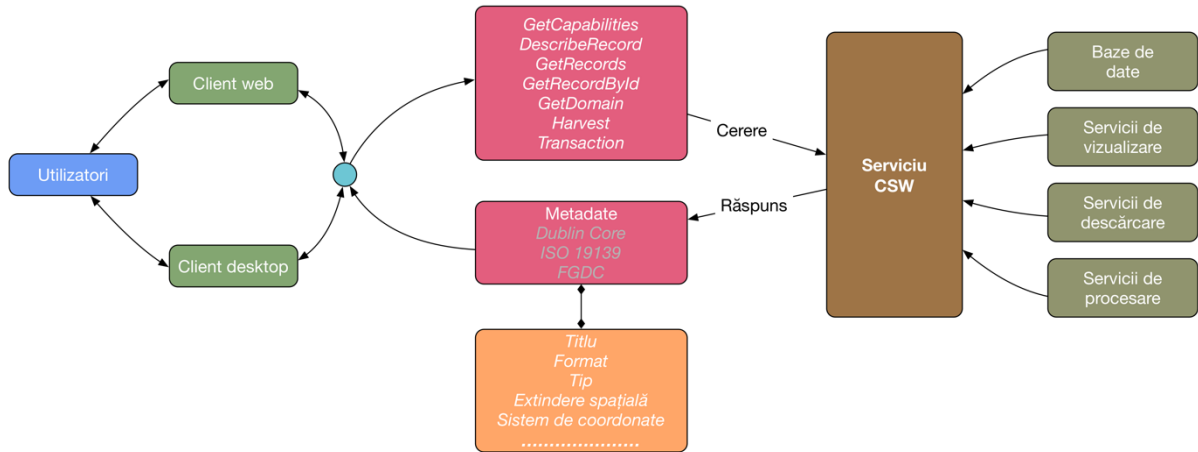 Utilizatori
Client web
Client desktop
GetCapabilities
DescribeRecord
GetRecords
GetRecordById
GetDomain
Harvest
Transaction
Metadate
Dublin Core
ISO 19139
FGDC
Titlu
Format
Tip
Extindere spațială
Sistem de coordonate
.....................
Cerere
Răspuns
Serviciu
CSW
Baze de
date
Servicii de
vizualizare
Servicii de
descărcare
Servicii de
procesare